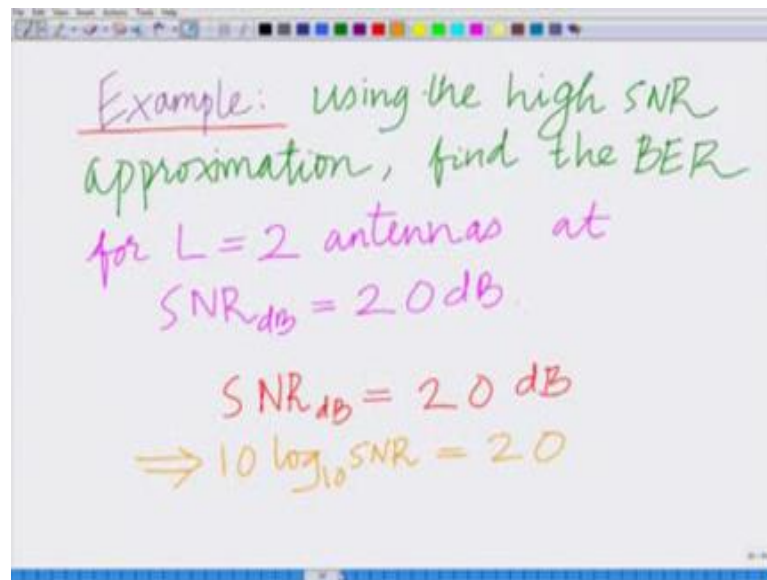 Example: using the high SNR
approximation, find the BER
for L = 2 antennas at
SNR_dB = 20 dB.
SNR_dB = 20 dB
⇒ 10 log_10 SNR = 20